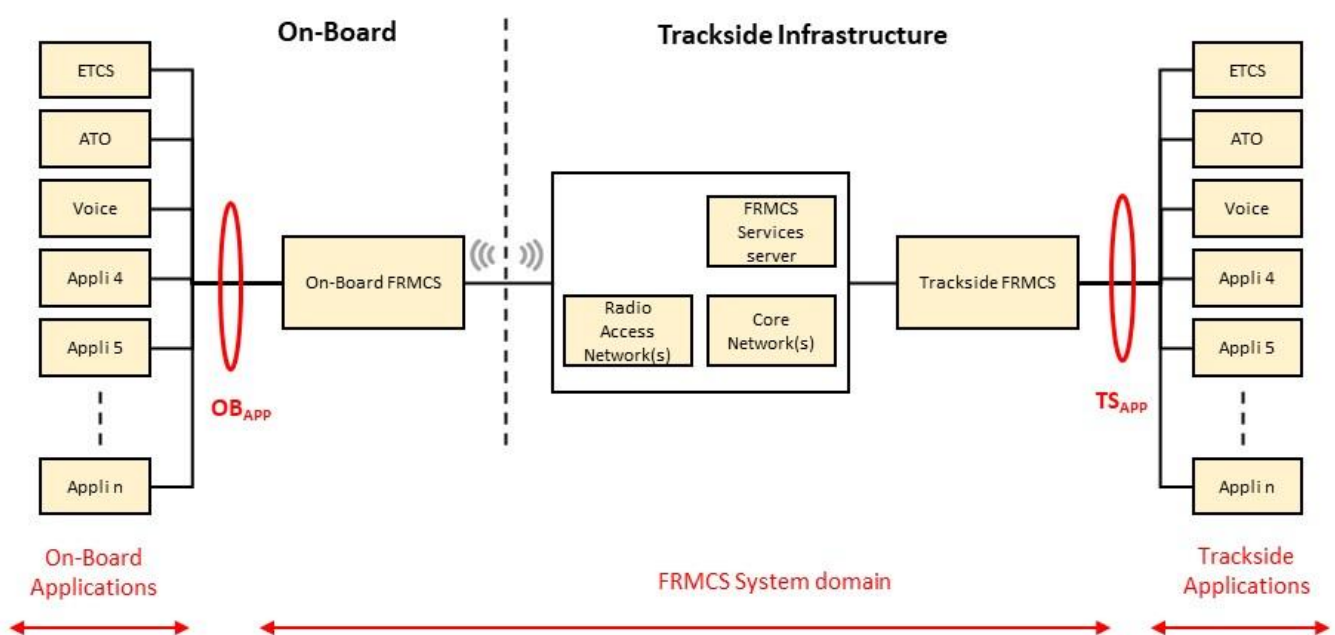 On-Board
Trackside Infrastructure
ETCS
ATO
Voice
Appli 4
Appli 5
Appli n
OBAPP
On-Board FRMCS
FRMCS
Services
server
Radio
Access
Network(s)
Core
Network(s)
Trackside FRMCS
TSAPP
ETCS
ATO
Voice
Appli 4
Appli 5
Appli n
On-Board
Applications
FRMCS System domain
Trackside
Applications